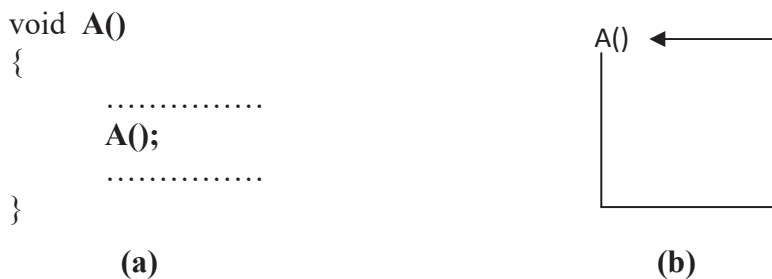 void A()
{
……………
A();
……………
}
(a)
A()
(b)